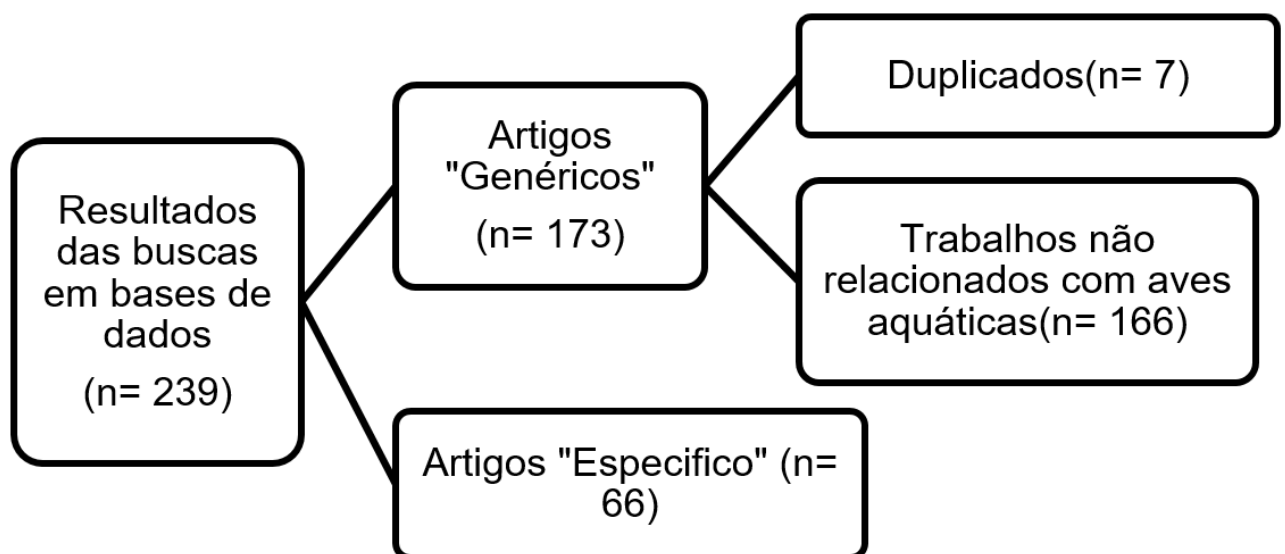 Resultados
das buscas
em bases de
dados
(n= 239)
Artigos
"Genéricos"
(n= 173)
Duplicados(n= 7)
Trabalhos não
relacionados com aves
aquáticas(n= 166)
Artigos "Especifico" (n=
66)